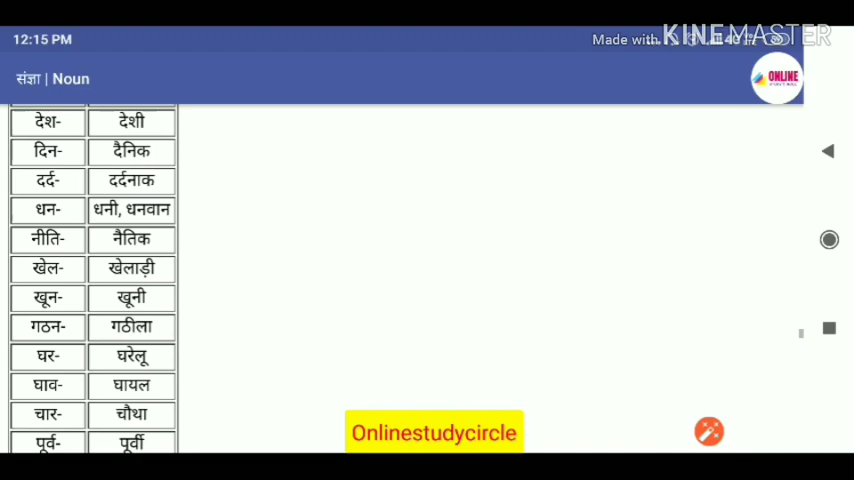 12:15 PM
Made with KINEMASTER
संज्ञा | Noun
ONLINE
देश- देशी
दिन- दैनिक
दर्द- दर्दनाक
धन- धनी, धनवान
नीति- नैतिक
खेल- खेलाड़ी
खून- खूनी
गठन- गठीला
घर- घरेलू
घाव- घायल
चार- चौथा
पूर्व- पूर्वी
Onlinestudycircle